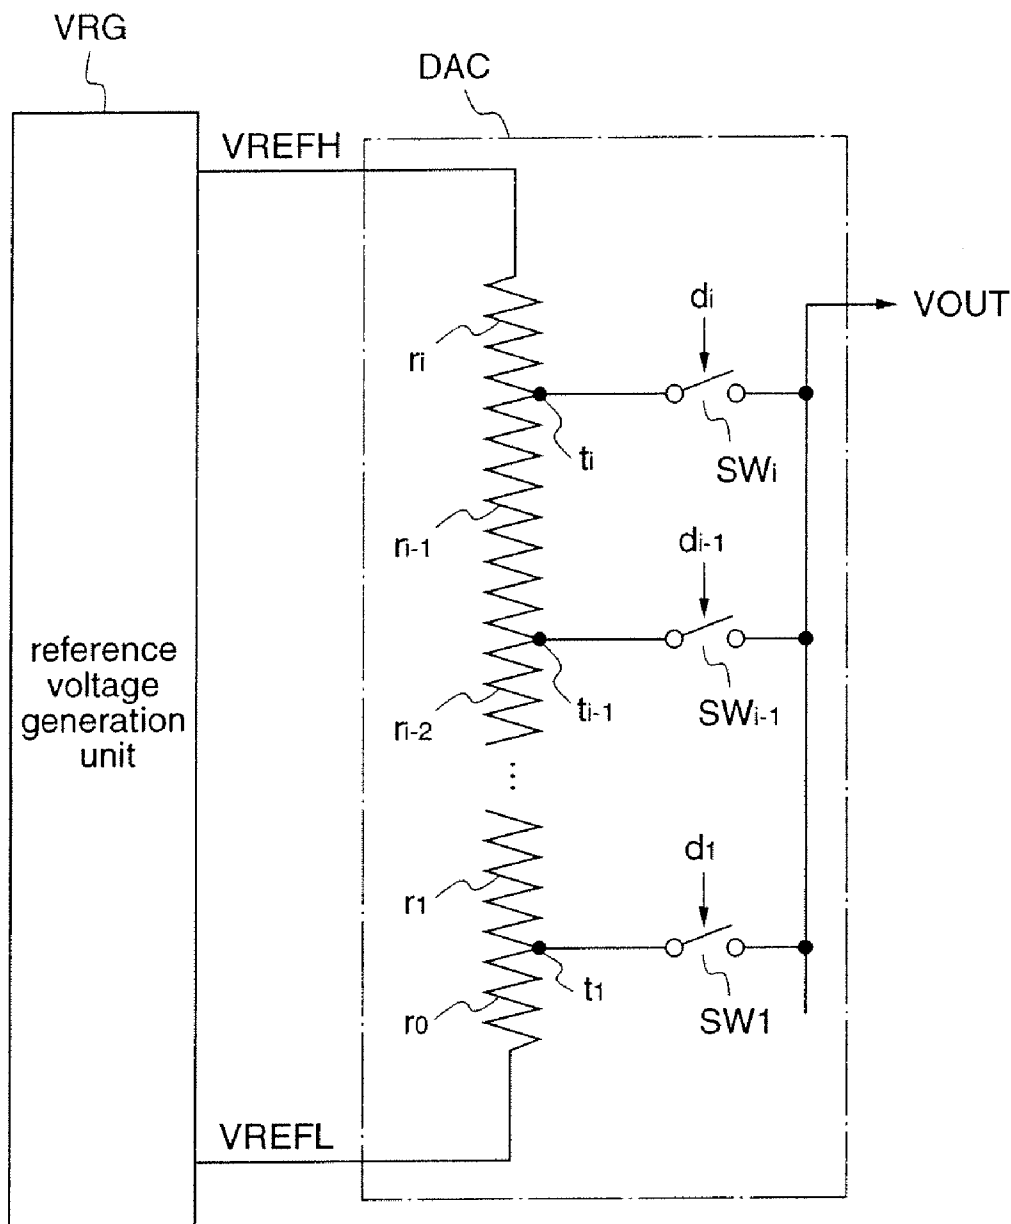 VRG
DAC
VREFH
di
VOUT
ri
ti
SWi
ri-1
di-1
reference
voltage
generation
unit
ti-1
SWi-1
ri-2
...
d1
r1
t1
SW1
r0
VREFL